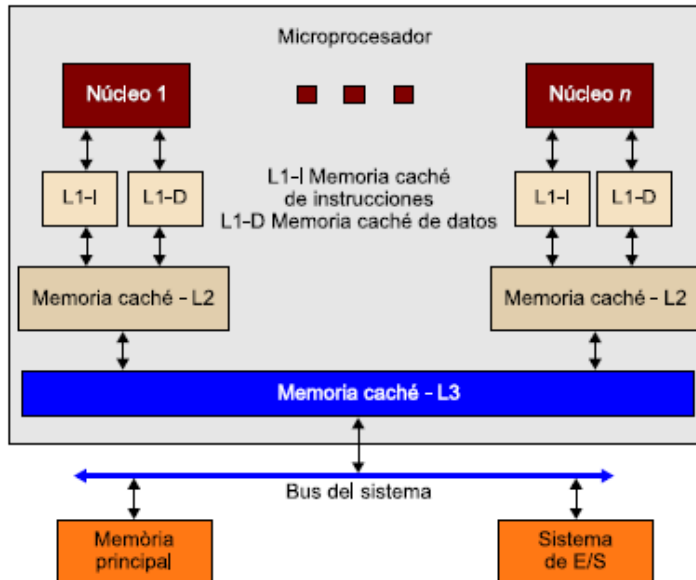 Microprocesador
Núcleo 1
Núcleo n
L1-I
L1-D
L1-I Memoria caché
de instrucciones
L1-D Memoria caché de datos
L1-I
L1-D
Memoria caché - L2
Memoria caché - L2
Memoria caché - L3
Bus del sistema
Memòria
principal
Sistema
de E/S